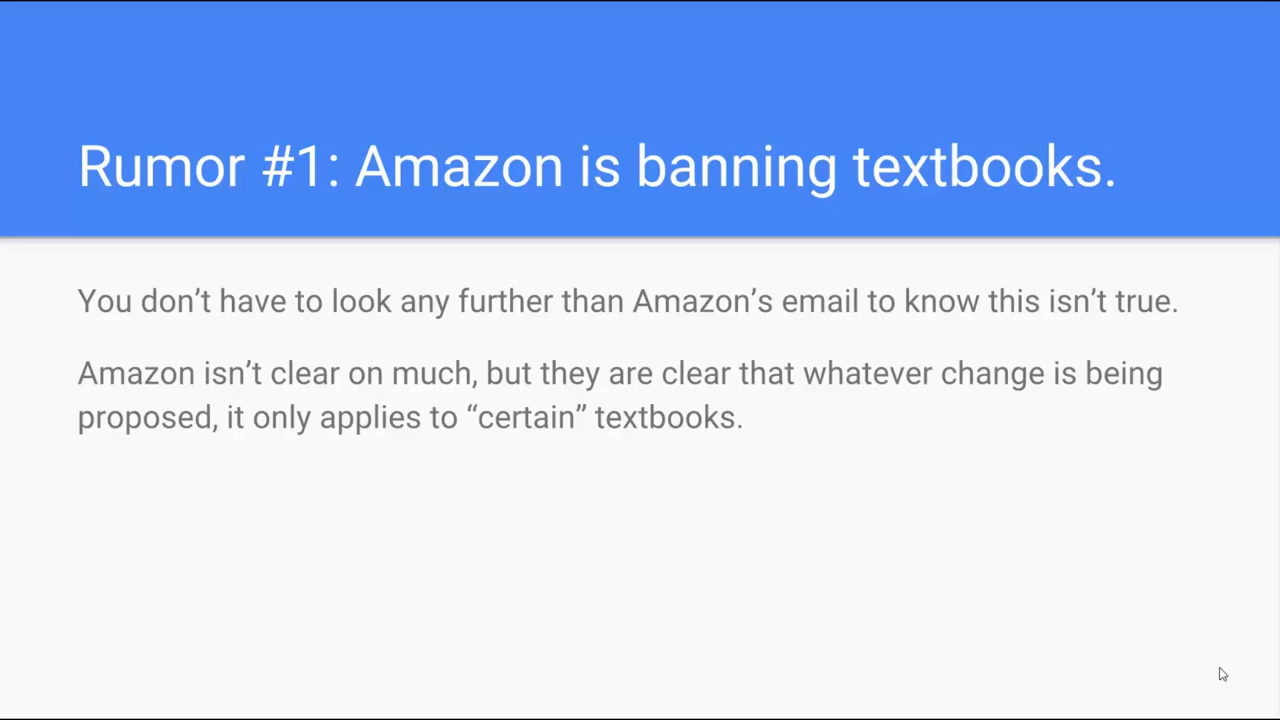 Rumor #1: Amazon is banning textbooks.
You don’t have to look any further than Amazon’s email to know this isn’t true.
Amazon isn’t clear on much, but they are clear that whatever change is being
proposed, it only applies to “certain” textbooks.